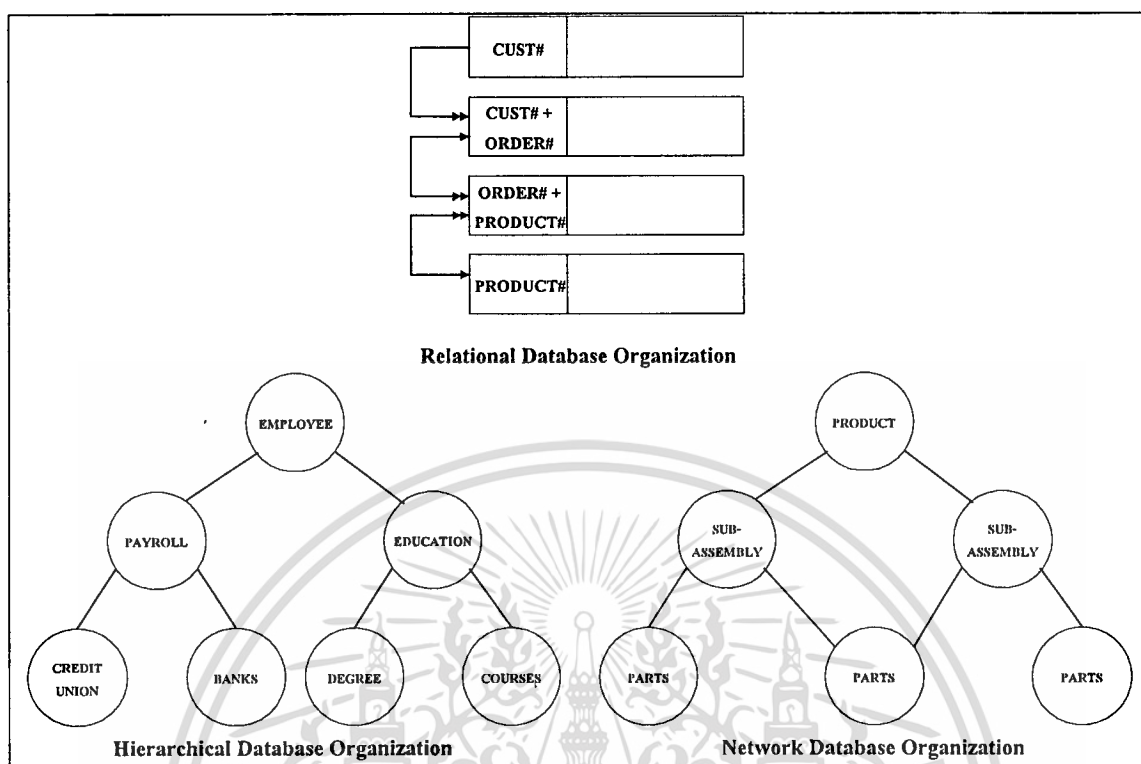 CUST#
CUST# +
ORDER#
ORDER# +
PRODUCT#
PRODUCT#
Relational Database Organization
EMPLOYEE
PAYROLL
EDUCATION
CREDIT
UNION
BANKS
DEGREE
COURSES
Hierarchical Database Organization
PRODUCT
SUB-
ASSEMBLY
SUB-
ASSEMBLY
PARTS
PARTS
PARTS
Network Database Organization